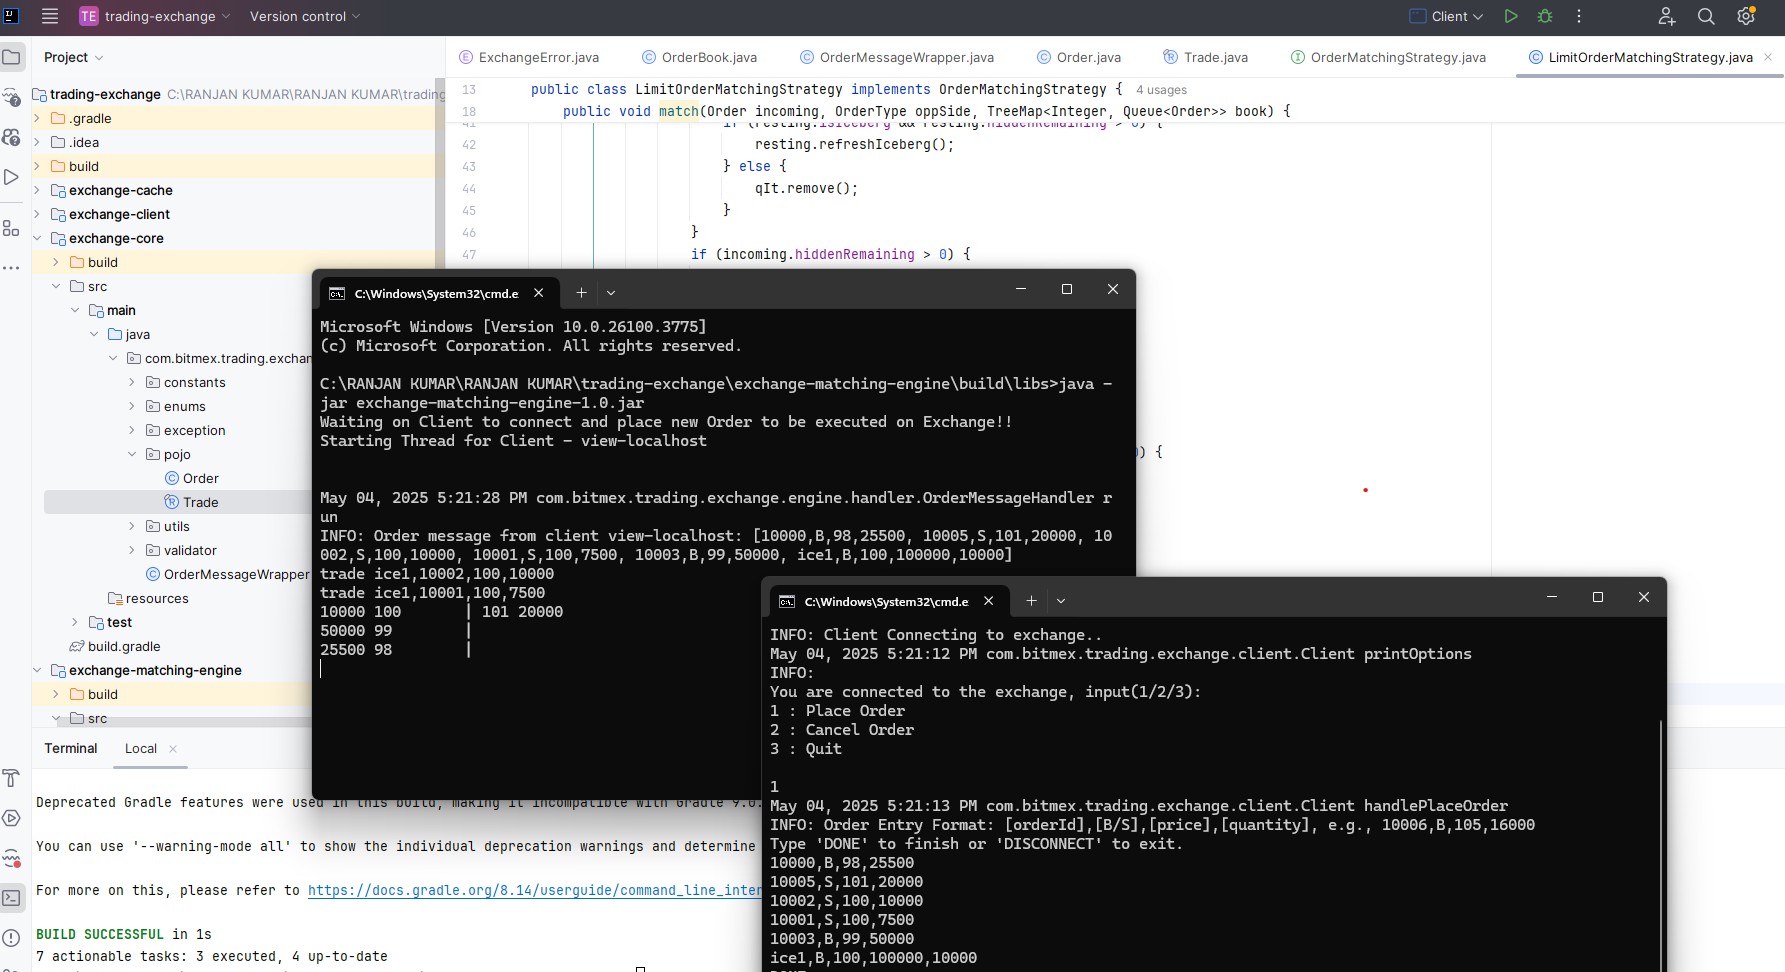 TE trading-exchange Version control Client
Project
ExchangeError.java OrderBook.java OrderMessageWrapper.java Order.java Trade.java OrderMatchingStrategy.java LimitOrderMatchingStrategy.java
trading-exchange C:\RANJAN KUMAR\RANJAN KUMAR\trading
.gradle
.idea
build
exchange-cache
exchange-client
exchange-core
build
src
main
java
com.bitmex.trading.exchan
constants
enums
exception
pojo
Order
Trade
utils
validator
OrderMessageWrapper
resources
test
build.gradle
exchange-matching-engine
build
src
13 public class LimitOrderMatchingStrategy implements OrderMatchingStrategy { 4 usages
18 public void match(Order incoming, OrderType oppSide, TreeMap<Integer, Queue<Order>> book) {
41 if (resting.isIceberg && resting.hiddenRemaining > 0) {
42 resting.refreshIceberg();
43 } else {
44 qIt.remove();
45 }
46 }
47 if (incoming.hiddenRemaining > 0) {
) {
C:\Windows\System32\cmd.e
Microsoft Windows [Version 10.0.26100.3775]
(c) Microsoft Corporation. All rights reserved.
C:\RANJAN KUMAR\RANJAN KUMAR\trading-exchange\exchange-matching-engine\build\libs>java -
jar exchange-matching-engine-1.0.jar
Waiting on Client to connect and place new Order to be executed on Exchange!!
Starting Thread for Client - view-localhost
May 04, 2025 5:21:28 PM com.bitmex.trading.exchange.engine.handler.OrderMessageHandler r
un
INFO: Order message from client view-localhost: [10000,B,98,25500, 10005,S,101,20000, 10
002,S,100,10000, 10001,S,100,7500, 10003,B,99,50000, ice1,B,100,100000,10000]
trade ice1,10002,100,10000
trade ice1,10001,100,7500
10000 100 | 101 20000
50000 99 |
25500 98 |
C:\Windows\System32\cmd.e
INFO: Client Connecting to exchange..
May 04, 2025 5:21:12 PM com.bitmex.trading.exchange.client.Client printOptions
INFO:
You are connected to the exchange, input(1/2/3):
1 : Place Order
2 : Cancel Order
3 : Quit
1
May 04, 2025 5:21:13 PM com.bitmex.trading.exchange.client.Client handlePlaceOrder
INFO: Order Entry Format: [orderId],[B/S],[price],[quantity], e.g., 10006,B,105,16000
Type 'DONE' to finish or 'DISCONNECT' to exit.
10000,B,98,25500
10005,S,101,20000
10002,S,100,10000
10001,S,100,7500
10003,B,99,50000
ice1,B,100,100000,10000
Terminal Local
Deprecated Gradle features were used in this build, making it incompatible with Gradle 9.0.
You can use '--warning-mode all' to show the individual deprecation warnings and determine
For more on this, please refer to https://docs.gradle.org/8.14/userguide/command_line_inter
BUILD SUCCESSFUL in 1s
7 actionable tasks: 3 executed, 4 up-to-date